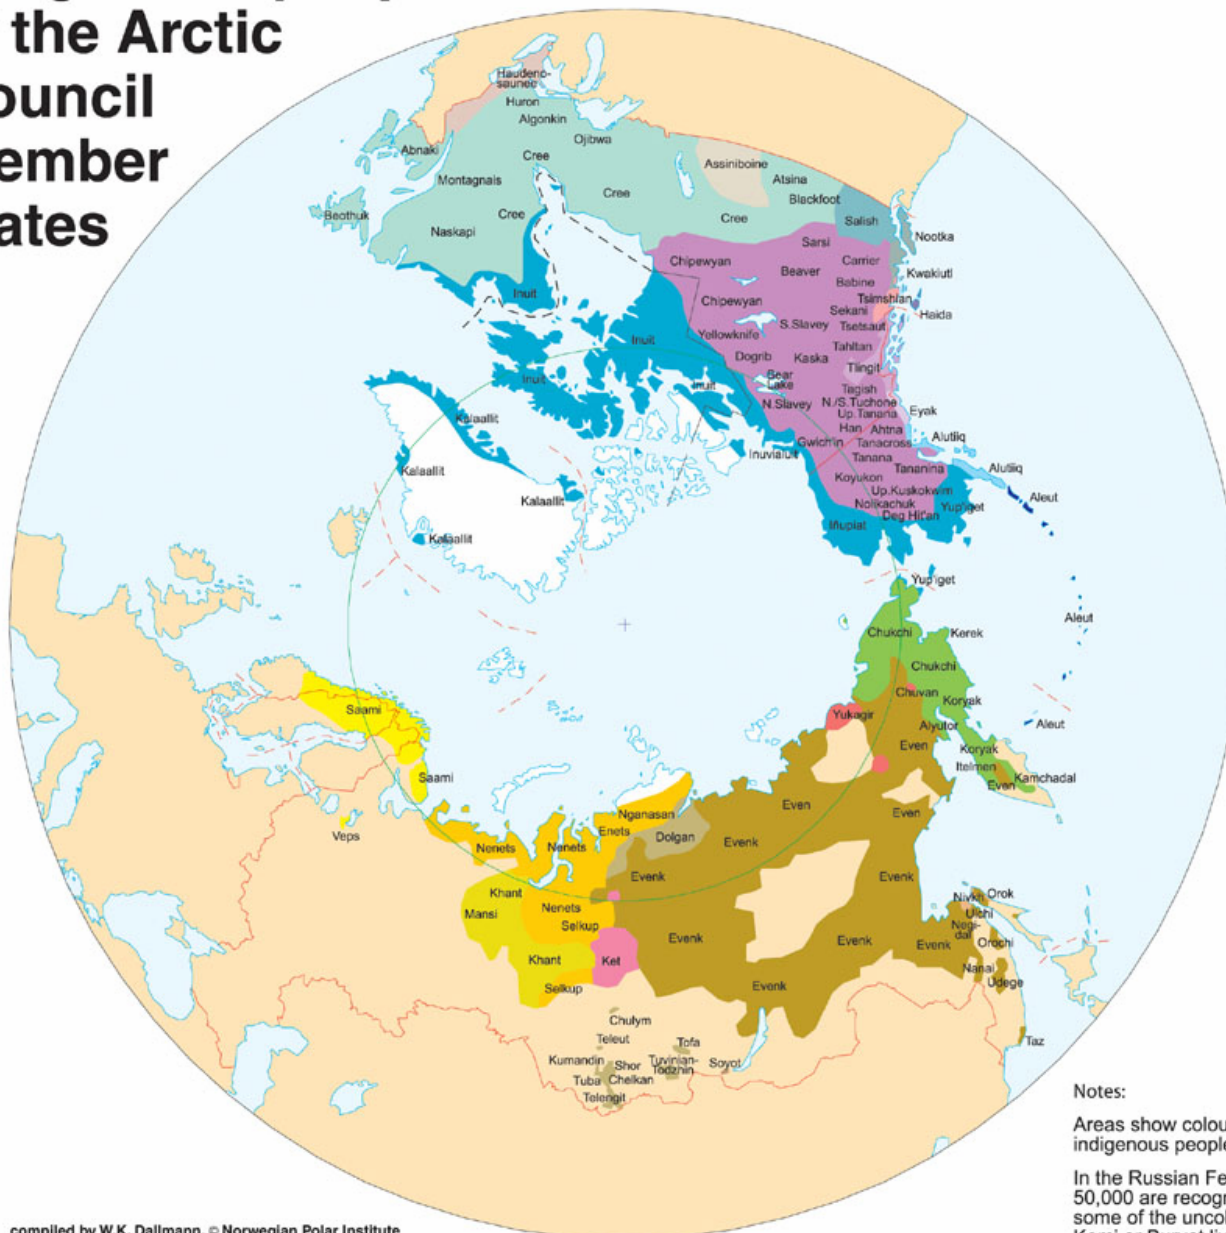 the Arctic
ouncil
ember
ates
Haudeno-
saunee
Huron
Algonkin
Ojibwa
Abnaki
Cree
Assiniboine
Montagnais
Atsina
Cree
Blackfoot
Beothuk
Cree
Cree
Salish
Naskapi
Nootka
Sarsi
Chipewyan
Carrier
Beaver
Kwakiutl
Babine
Inuit
Tsimshian
Chipewyan
Sekani
Haida
S.Slavey
Tsetsaut
Yellowknife
Inuit
Tahltan
Dogrib
Kaska
Tlingit
Bear
Lake
Inuit
Inuit
Tagish
N.Slavey
N./S.Tuchone
Up.Tanana
Eyak
Kalaallit
Han
Ahtna
Gwich'in
Tanacross
Alutiiq
Inuvialuit
Tanana
Kalaallit
Tananina
Alutiiq
Koyukon
Up.Kuskokwim
Aleut
Kalaallit
Nolikachuk
Yup'iget
Deg Hit'an
Iñupiat
Kalaallit
Yup'iget
Aleut
Chukchi
Kerek
Chukchi
Chuvan
Koryak
Saami
Yukagir
Alyutor
Aleut
Even
Koryak
Itelmen
Saami
Kamchadal
Even
Even
Nganasan
Even
Enets
Veps
Dolgan
Evenk
Nenets
Nenets
Evenk
Evenk
Khant
Nivkh
Orok
Nenets
Mansi
Ulchi
Selkup
Negi-
dal
Evenk
Evenk
Evenk
Orochi
Khant
Ket
Nanai
Selkup
Evenk
Udege
Chulym
Teleut
Tofa
Taz
Kumandin
Shor
Tuvinian-
Todzhin
Soyot
Tuba
Chelkan
Telengit
Notes:
Areas show colou
indigenous people
In the Russian Fe
50,000 are recogn
some of the uncol
compiled by W.K. Dallmann, © Norwegian Polar Institute